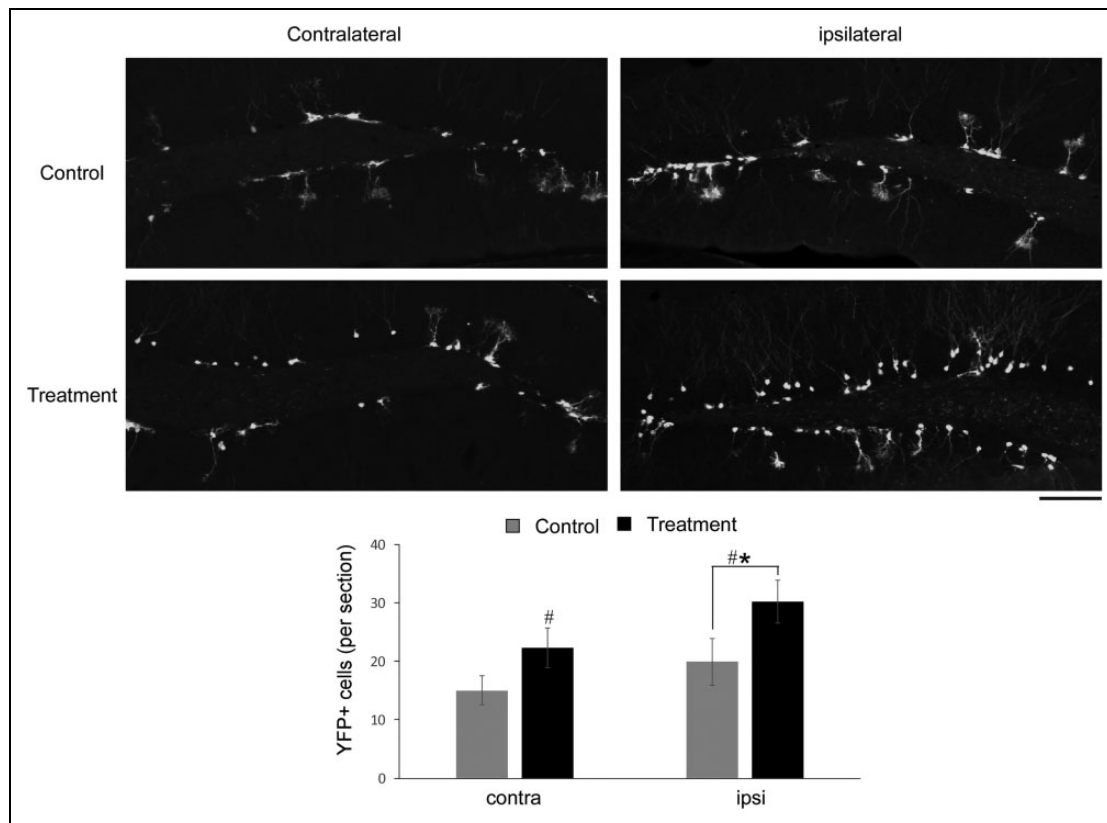 Contralateral ipsilateral
Control
Treatment
Control Treatment
YFP+ cells (per section)
40
30
20
10
0
#
#*
contra ipsi